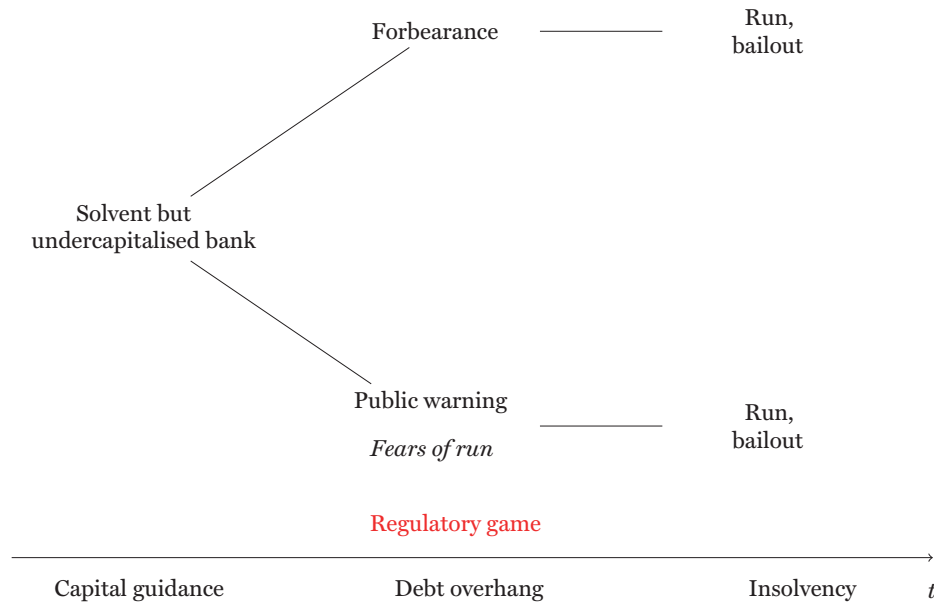 Forbearance
Run,
bailout
Solvent but
undercapitalised bank
Public warning
Fears of run
Run,
bailout
Regulatory game
Capital guidance
Debt overhang
Insolvency
t